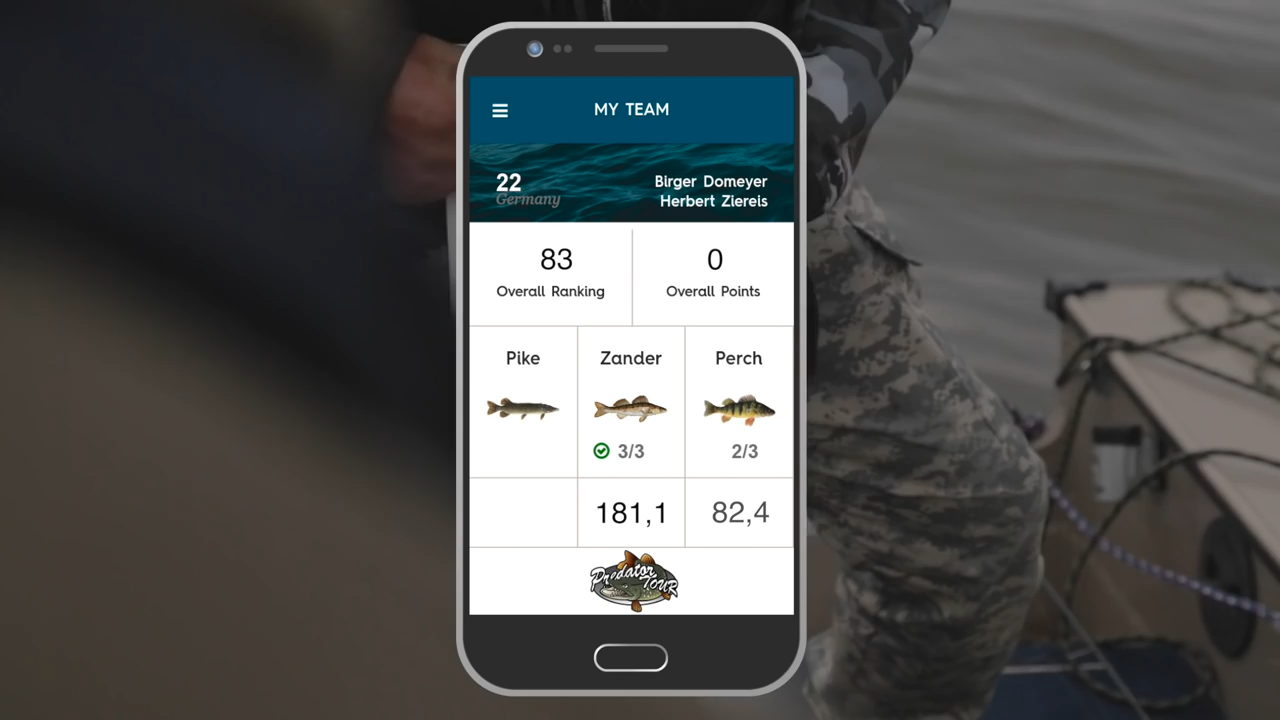 MY TEAM
22
Germany
Birger Domeyer
Herbert Ziereis
83
Overall Ranking
0
Overall Points
Pike
Zander
Perch
3/3
2/3
181,1
82,4
Predator
TOUR